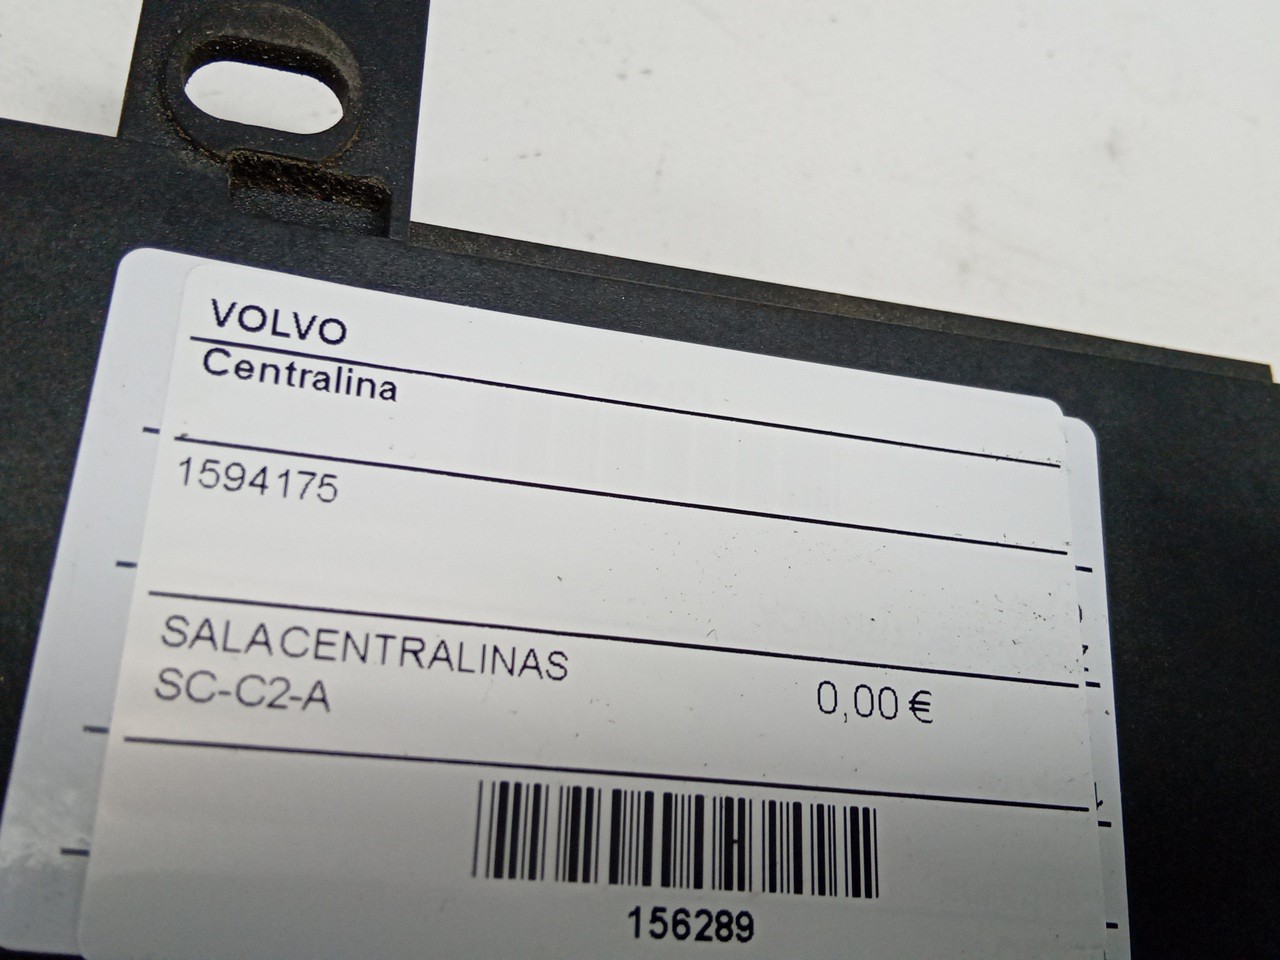 VOLVO
Centralina
1594175
SALACENTRALINAS
SC-C2-A
0,00 €
156289